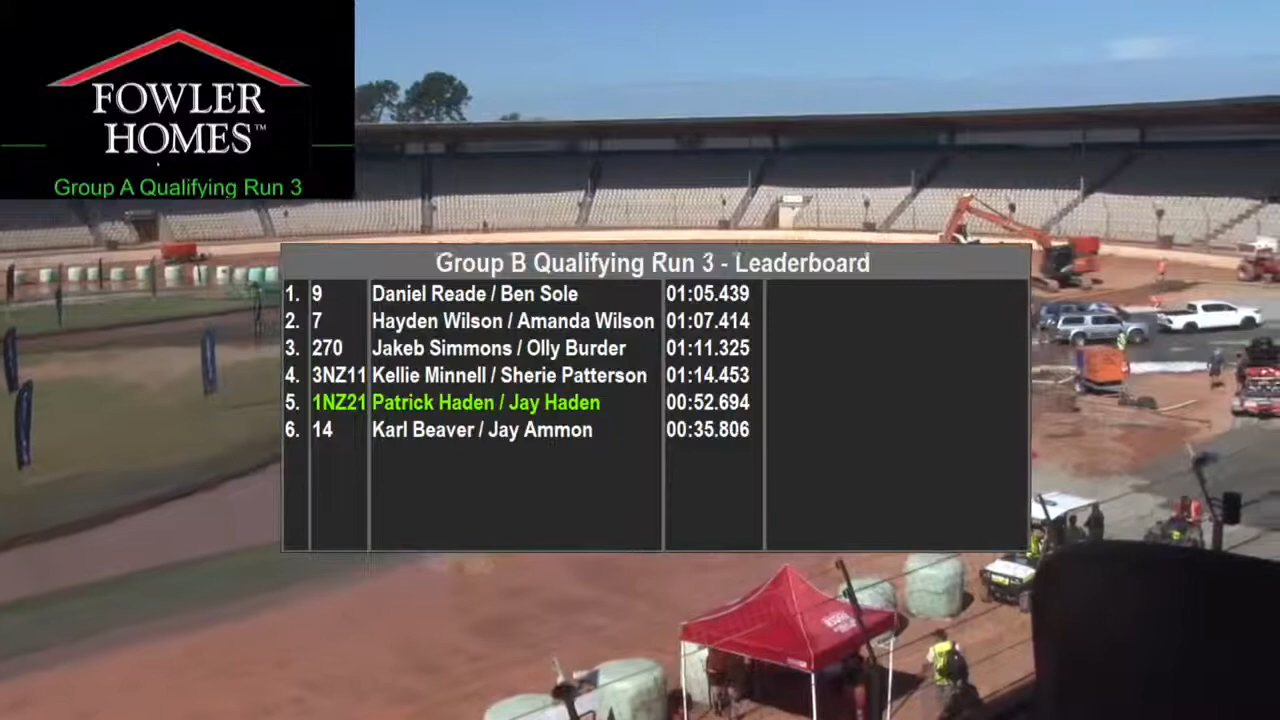 FOWLER
HOMES™
Group A Qualifying Run 3
Group B Qualifying Run 3 - Leaderboard
1. 9 Daniel Reade / Ben Sole 01:05.439
2. 7 Hayden Wilson / Amanda Wilson 01:07.414
3. 270 Jakeb Simmons / Olly Burder 01:11.325
4. 3NZ11 Kellie Minnell / Sherie Patterson 01:14.453
5. 1NZ21 Patrick Haden / Jay Haden 00:52.694
6. 14 Karl Beaver / Jay Ammon 00:35.806